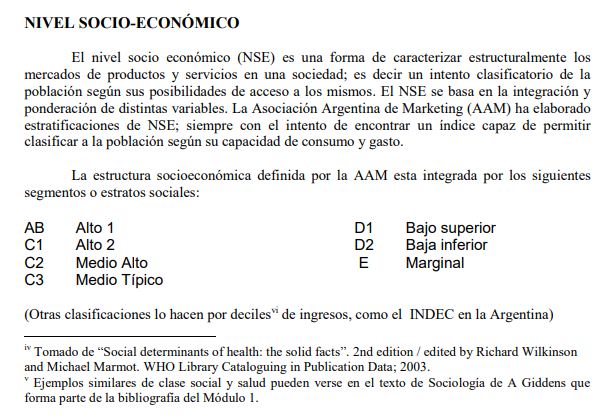 NIVEL SOCIO-ECONÓMICO
El nivel socio económico (NSE) es una forma de caracterizar estructuralmente los
mercados de productos y servicios en una sociedad; es decir un intento clasificatorio de la
población según sus posibilidades de acceso a los mismos. El NSE se basa en la integración y
ponderación de distintas variables. La Asociación Argentina de Marketing (AAM) ha elaborado
estratificaciones de NSE; siempre con el intento de encontrar un índice capaz de permitir
clasificar a la población según su capacidad de consumo y gasto.
La estructura socioeconómica definida por la AAM esta integrada por los siguientes
segmentos o estratos sociales:
AB Alto 1 D1 Bajo superior
C1 Alto 2 D2 Baja inferior
C2 Medio Alto E Marginal
C3 Medio Típico
(Otras clasificaciones lo hacen por deciles vi de ingresos, como el INDEC en la Argentina)
iv Tomado de “Social determinants of health: the solid facts”. 2nd edition / edited by Richard Wilkinson
and Michael Marmot. WHO Library Cataloguing in Publication Data; 2003.
v Ejemplos similares de clase social y salud pueden verse en el texto de Sociología de A Giddens que
forma parte de la bibliografía del Módulo 1.